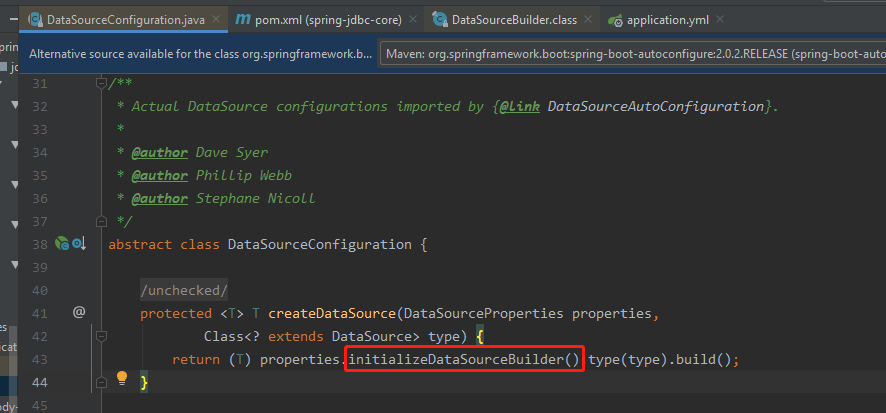 DataSourceConfiguration.java
pom.xml (spring-jdbc-core)
DataSourceBuilder.class
application.yml
Alternative source available for the class org.springframework.b...
Maven: org.springframework.boot:spring-boot-autoconfigure:2.0.2.RELEASE (spring-boot-auto
31 /**
32 * Actual DataSource configurations imported by {@link DataSourceAutoConfiguration}.
33 *
34 * @author Dave Syer
35 * @author Phillip Webb
36 * @author Stephane Nicoll
37 */
38 abstract class DataSourceConfiguration {
39
40 /unchecked/
41 @ protected <T> T createDataSource(DataSourceProperties properties,
42 Class<? extends DataSource> type) {
43 return (T) properties.initializeDataSourceBuilder().type(type).build();
44 }
45